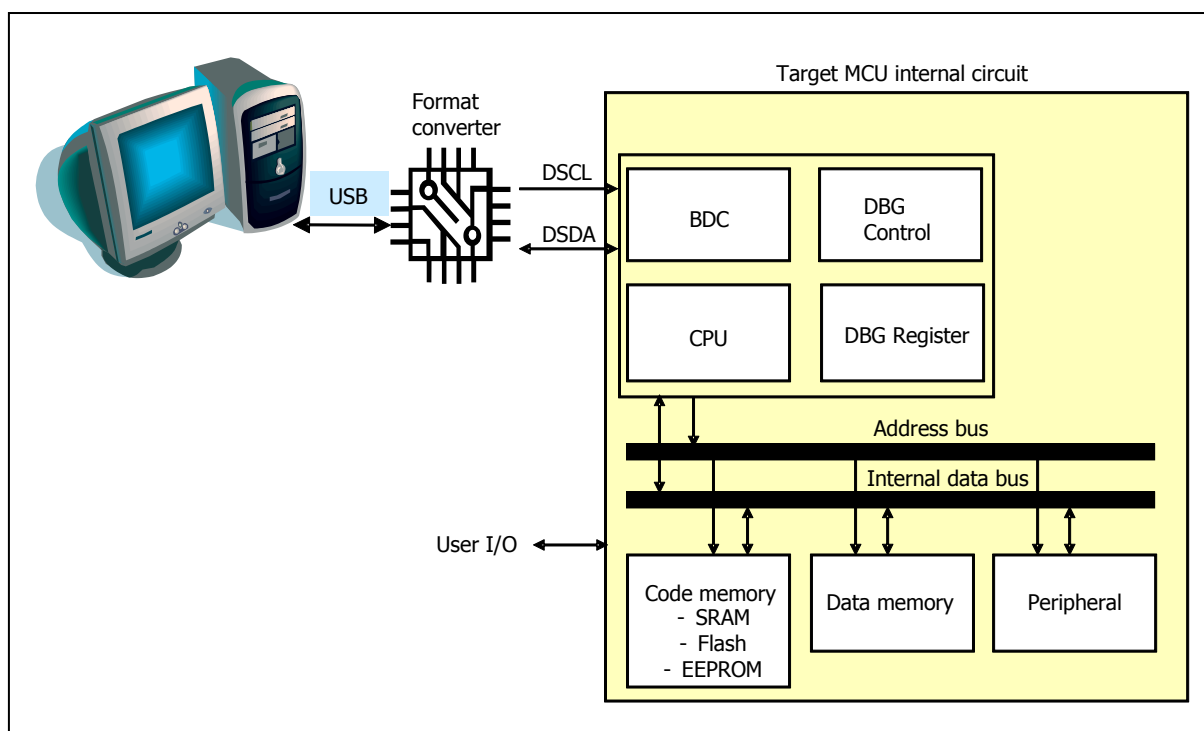 Target MCU internal circuit
Format
converter
USB
DSCL
DSDA
BDC
DBG
Control
CPU
DBG Register
Address bus
Internal data bus
User I/O
Code memory
- SRAM
- Flash
- EEPROM
Data memory
Peripheral